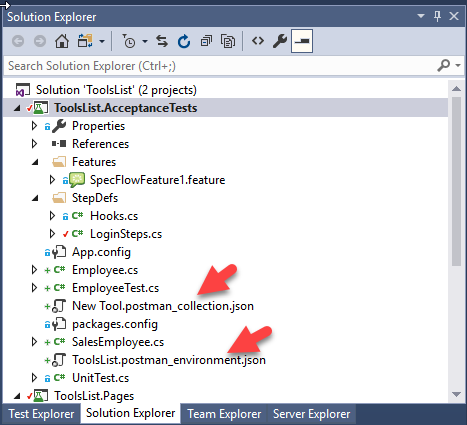 Solution Explorer
Search Solution Explorer (Ctrl+;)
Solution 'ToolsList' (2 projects)
ToolsList.AcceptanceTests
Properties
References
Features
SpecFlowFeature1.feature
StepDefs
C# Hooks.cs
C# LoginSteps.cs
App.config
C# Employee.cs
C# EmployeeTest.cs
New Tool.postman_collection.json
packages.config
C# SalesEmployee.cs
ToolsList.postman_environment.json
C# UnitTest.cs
ToolsList.Pages
Test Explorer Solution Explorer Team Explorer Server Explorer